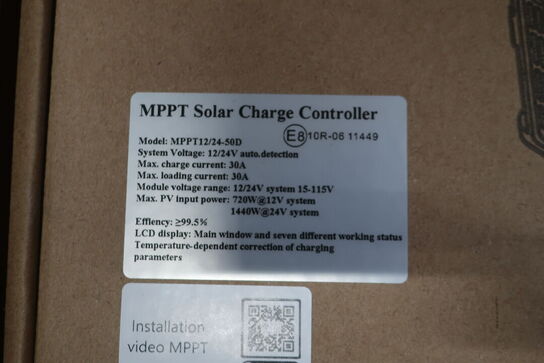 MPPT Solar Charge Controller
Model: MPPT12/24-50D
E8 10R-06 11449
System Voltage: 12/24V auto.detection
Max. charge current: 30A
Max. loading current: 30A
Module voltage range: 12/24V system 15-115V
Max. PV input power: 720W@12V system
1440W@24V system
Effiency: ≥99.5%
LCD display: Main window and seven different working status
Temperature-dependent correction of charging
parameters
Installation
video MPPT